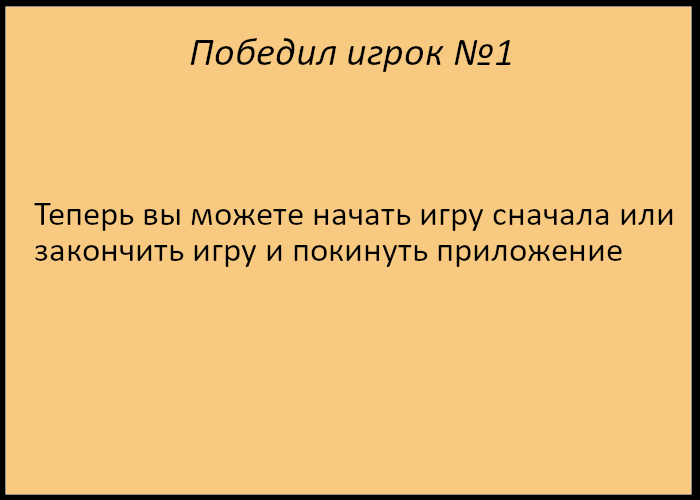 Победил игрок №1
Теперь вы можете начать игру сначала или
закончить игру и покинуть приложение